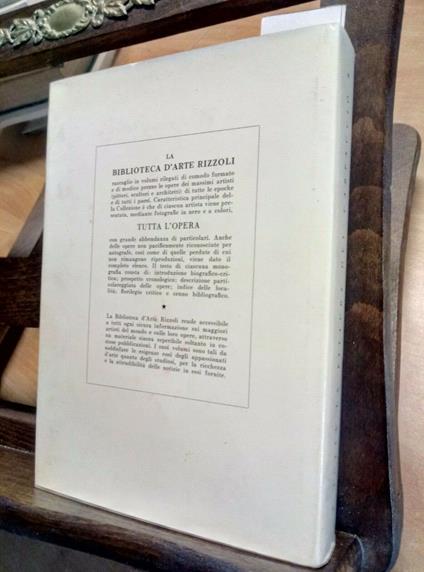 LA
BIBLIOTECA D'ARTE RIZZOLI
raccoglie in volumi rilegati di comodo formato
e di modico prezzo le opere dei massimi artisti
(pittori, scultori e architetti) di tutte le epoche
e di tutti i paesi. Caratteristica principale del-
la Collezione è che di ciascun artista viene pre-
sentata, mediante fotografie in nero e a colori,
TUTTA L'OPERA
con grande abbondanza di particolari. Anche
delle opere non pacificamente riconosciute per
autografe, così come di quelle perdute di cui
non rimangono riproduzioni, viene dato il
completo elenco. Il testo di ciascuna mono-
grafia consta di: introduzione biografico-cri-
tica; prospetto cronologico; descrizione parti-
colareggiata delle opere; indice delle loca-
lità; florilegio critico e cenno bibliografico.
La Biblioteca d'Arte Rizzoli rende accessibile
a tutti ogni sicura informazione sui maggiori
artisti del mondo e sulle loro opere, attraverso
un materiale sinora reperibile soltanto in co-
stose pubblicazioni. I suoi volumi sono tali da
soddisfare le esigenze così degli appassionati
d'arte quanto degli studiosi, per la ricchezza
e la attendibilità delle notizie in essi fornite.